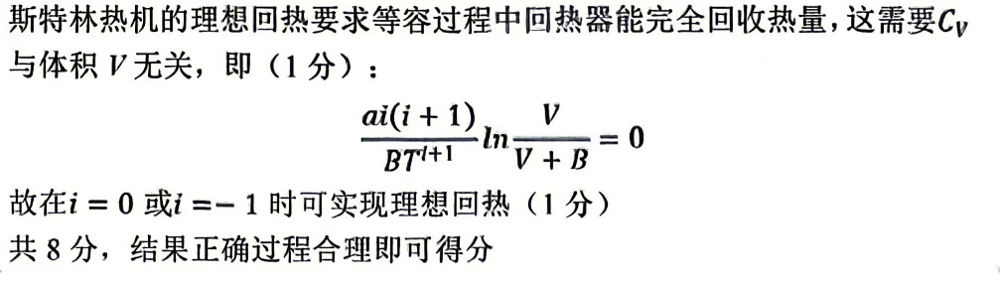 斯特林热机的理想回热要求等容过程中回热器能完全回收热量，这需要C_V
与体积 V 无关，即（1 分）：
\frac{ai(i+1)}{BT^{i+1}} ln \frac{V}{V+B} = 0
故在i = 0 或i =− 1 时可实现理想回热（1 分）
共 8 分，结果正确过程合理即可得分